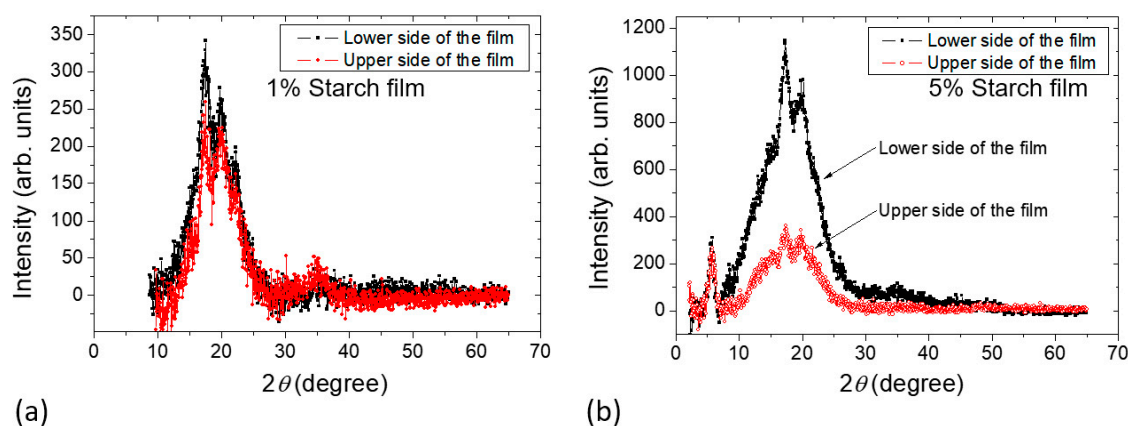 350
300
250
200
150
100
50
0
Intensity (arb. units)
Lower side of the film
Upper side of the film
1% Starch film
0 10 20 30 40 50 60 70
2θ (degree)
(a)
1200
1000
800
600
400
200
0
Intensity (arb. units)
Lower side of the film
Upper side of the film
5% Starch film
Lower side of the film
Upper side of the film
0 10 20 30 40 50 60 70
2θ (degree)
(b)